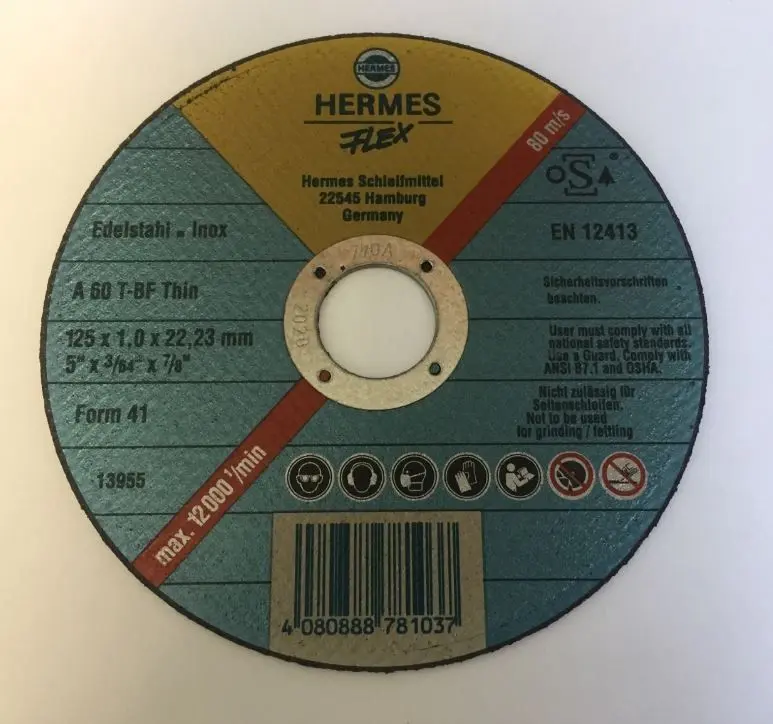 HERMES
HERMES
FLEX
Hermes Schleifmittel
22545 Hamburg
Germany
80 m/s
S
Edelstahl - Inox
EN 12413
A 60 T-BF Thin
Sicherheitsvorschriften
beachten.
125 x 1,0 x 22,23 mm
5" x 3/64" x 7/8"
User must comply with all
national safety standards.
Use a Guard. Comply with
ANSI B7.1 and OSHA.
Form 41
Nicht zulässig für
Seitenschleifen.
Not to be used
for grinding / fettling
13955
max. 12000 1/min
2020
4 080888 781037